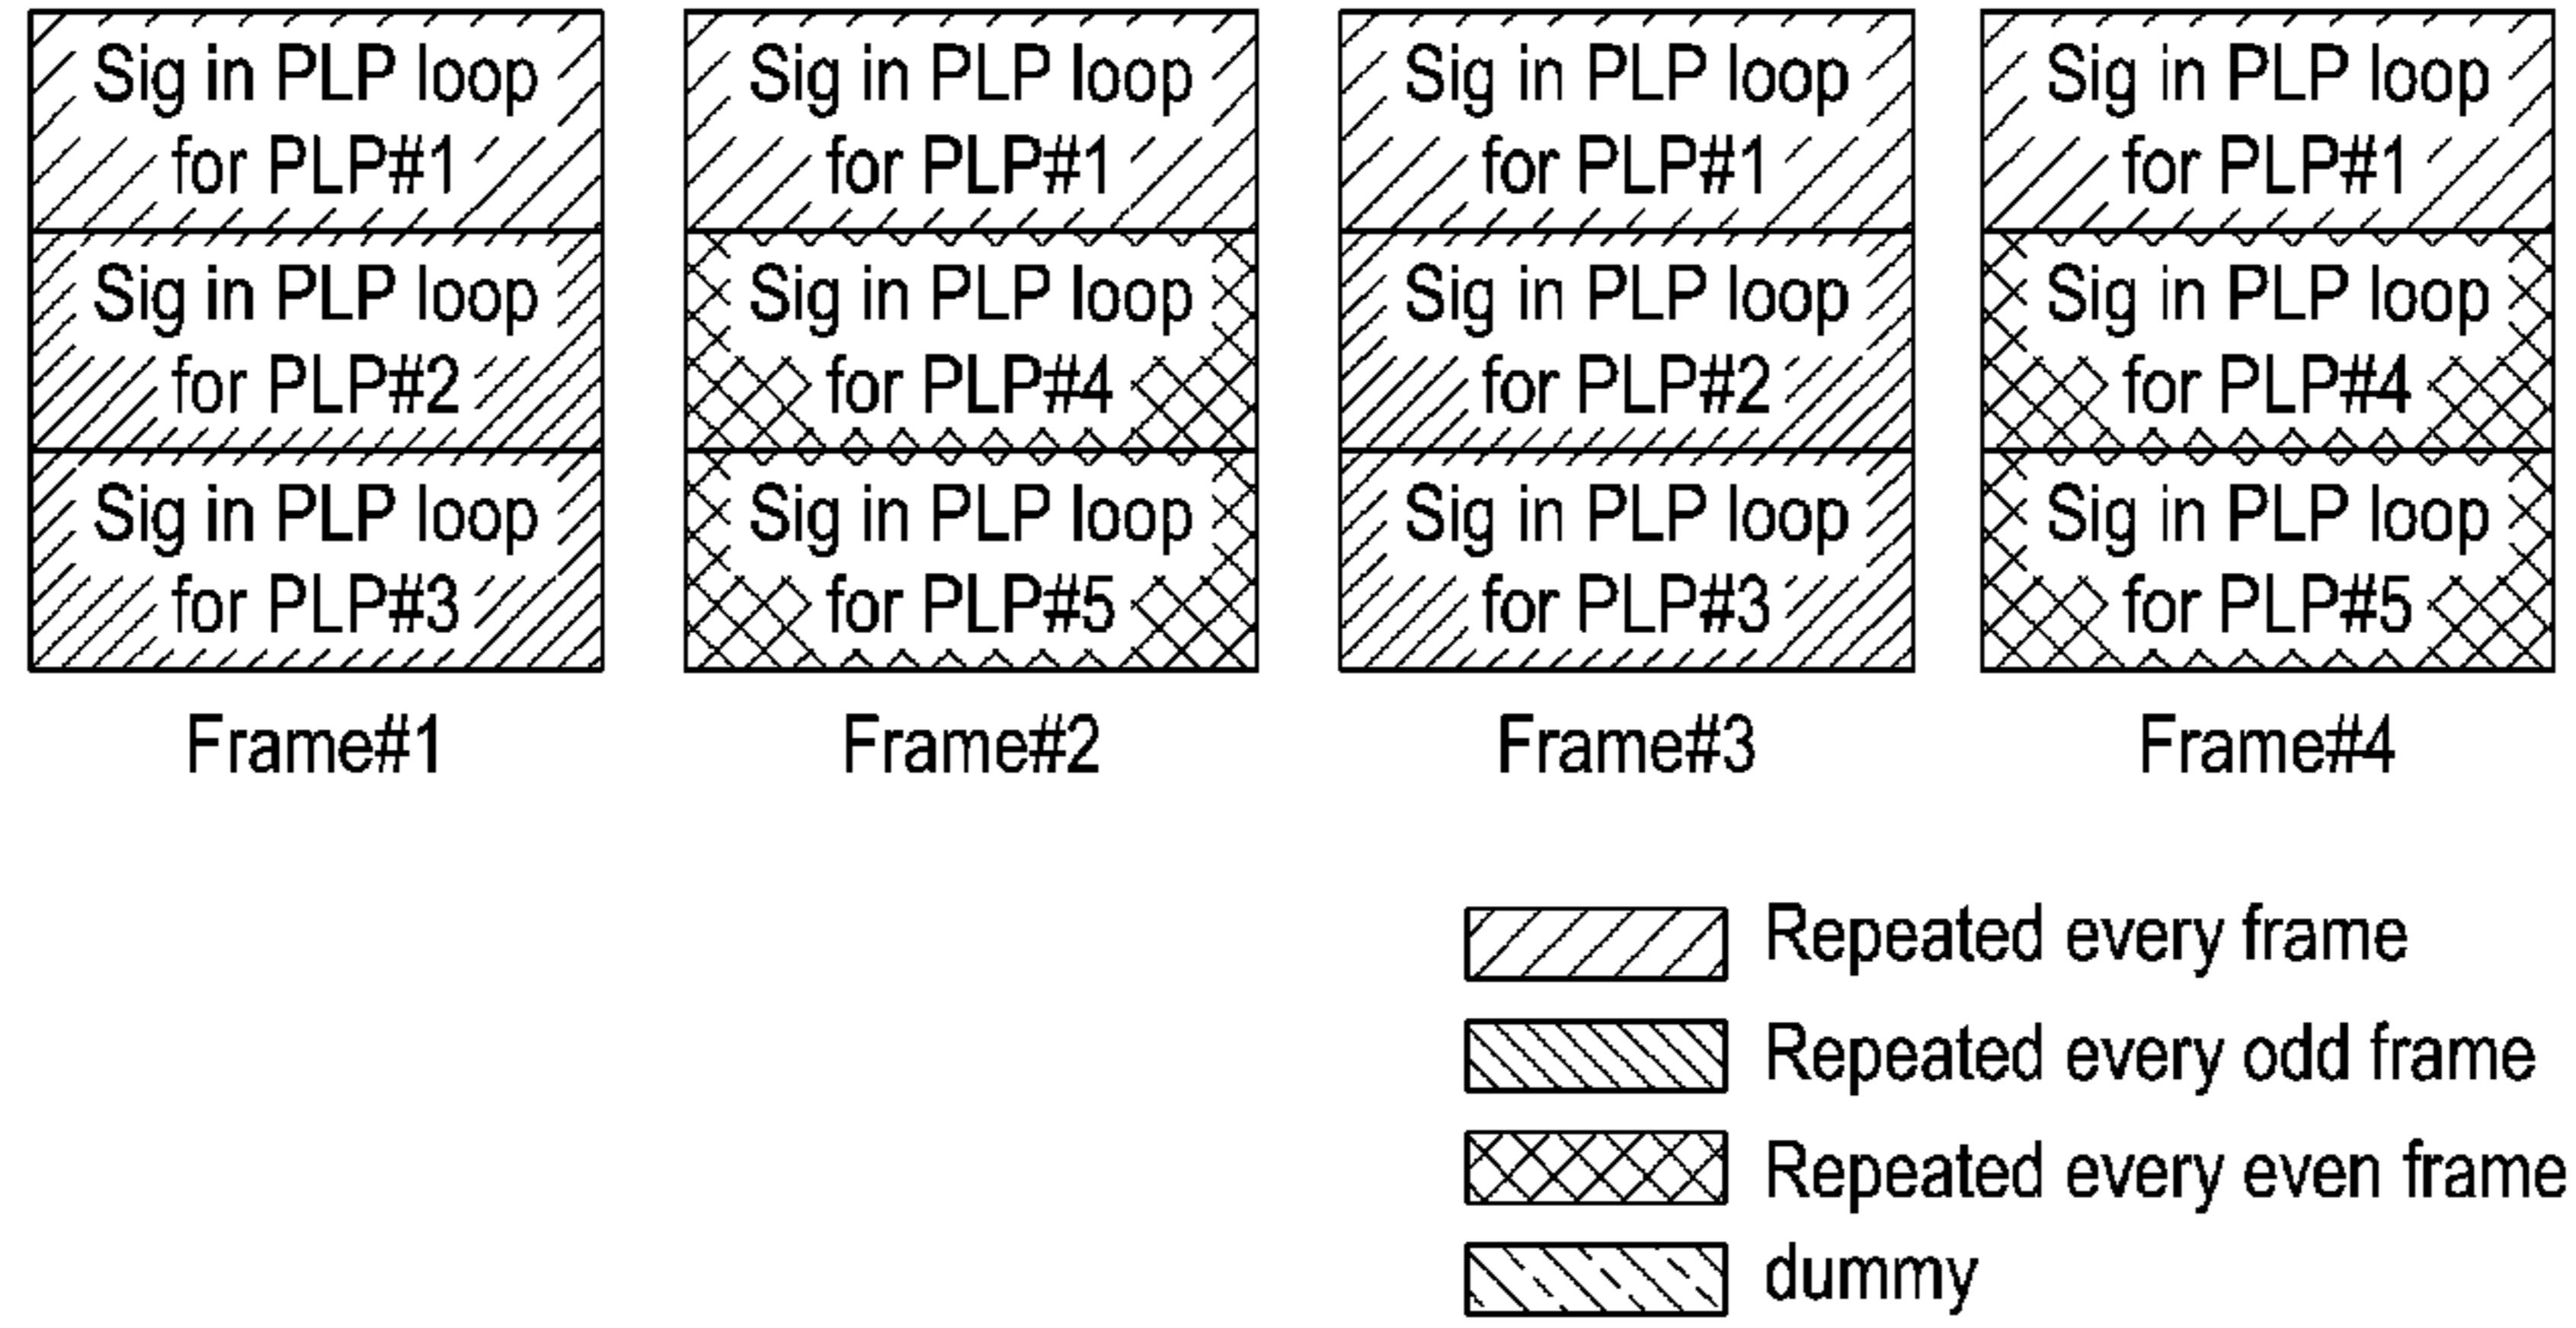 Sig in PLP loop
for PLP#1
Sig in PLP loop
for PLP#2
Sig in PLP loop
for PLP#3
Frame#1
Sig in PLP loop
for PLP#1
Sig in PLP loop
for PLP#4
Sig in PLP loop
for PLP#5
Frame#2
Sig in PLP loop
for PLP#1
Sig in PLP loop
for PLP#2
Sig in PLP loop
for PLP#3
Frame#3
Sig in PLP loop
for PLP#1
Sig in PLP loop
for PLP#4
Sig in PLP loop
for PLP#5
Frame#4
Repeated every frame
Repeated every odd frame
Repeated every even frame
dummy